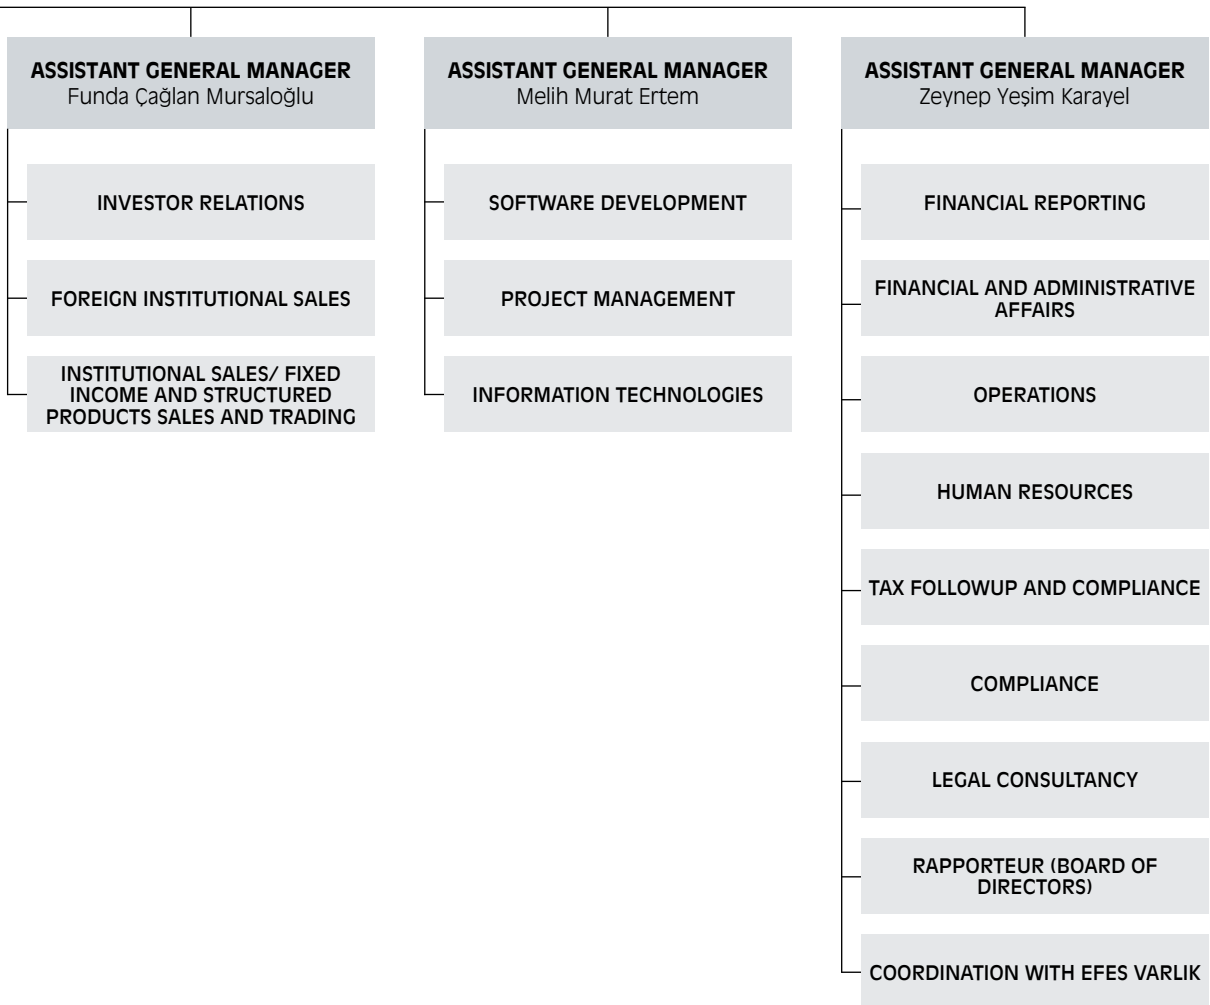 ASSISTANT GENERAL MANAGER
Funda Çağlan Mursaloğlu
INVESTOR RELATIONS
FOREIGN INSTITUTIONAL SALES
INSTITUTIONAL SALES/ FIXED
INCOME AND STRUCTURED
PRODUCTS SALES AND TRADING
ASSISTANT GENERAL MANAGER
Melih Murat Ertem
SOFTWARE DEVELOPMENT
PROJECT MANAGEMENT
INFORMATION TECHNOLOGIES
ASSISTANT GENERAL MANAGER
Zeynep Yeşim Karayel
FINANCIAL REPORTING
FINANCIAL AND ADMINISTRATIVE
AFFAIRS
OPERATIONS
HUMAN RESOURCES
TAX FOLLOWUP AND COMPLIANCE
COMPLIANCE
LEGAL CONSULTANCY
RAPPORTEUR (BOARD OF
DIRECTORS)
COORDINATION WITH EFES VARLIK